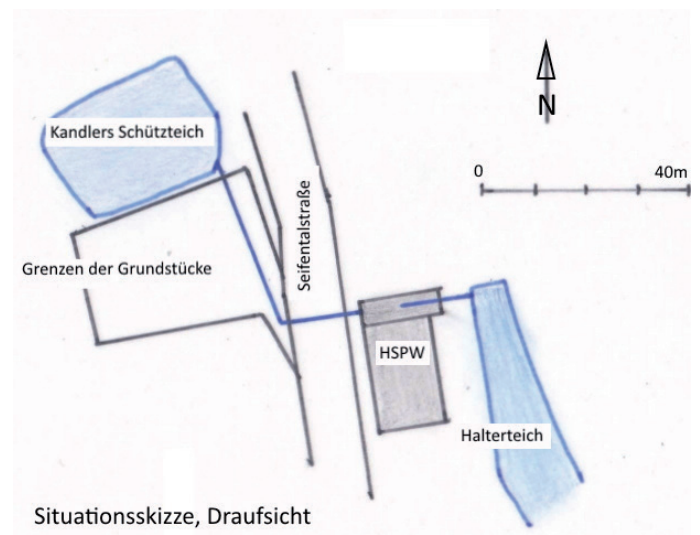 Kandlers Schützteich
N
0 40m
Seifentalstraße
Grenzen der Grundstücke
HSPW
Halterteich
Situationsskizze, Draufsicht